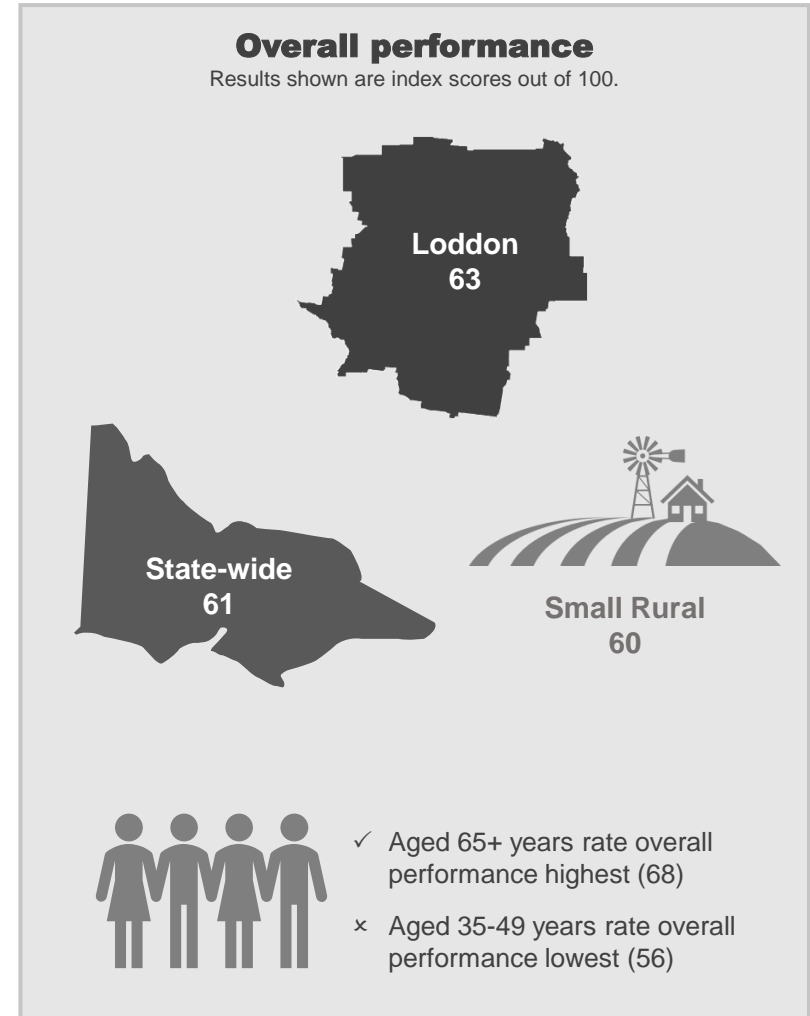 Overall performance
Results shown are index scores out of 100.
Loddon
63
State-wide
61
Small Rural
60
✓ Aged 65+ years rate overall
performance highest (68)
× Aged 35-49 years rate overall
performance lowest (56)